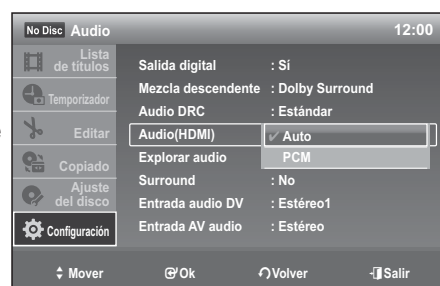 No Disc Audio 12:00
Lista
de títulos
Temporizador
Editar
Copiado
Ajuste
del disco
Configuración
Salida digital : Sí
Mezcla descendente : Dolby Surround
Audio DRC : Estándar
Audio(HDMI) ✔ Auto
PCM
Explorar audio
Surround : No
Entrada audio DV : Estéreo1
Entrada AV audio : Estéreo
Mover Ok Volver Salir